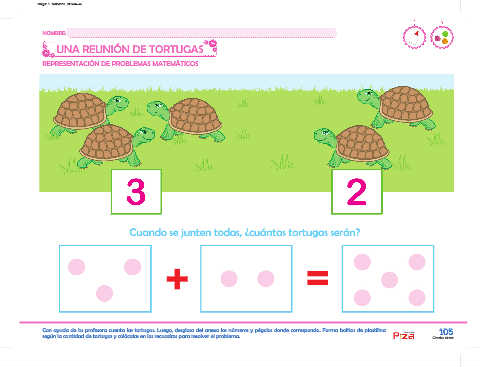 NOMBRE:
UNA REUNIÓN DE TORTUGAS
REPRESENTACIÓN DE PROBLEMAS MATEMÁTICOS
3 2
Cuando se junten todas, ¿cuántas tortugas serán?
+ =
Con ayuda de tu profesora cuenta las tortugas. Luego, desglosa del anexo los números y pégalos donde corresponda. Forma bolitas de plastilina
según la cantidad de tortugas y colócalas en los recuadros para resolver el problema.
Pizza
105